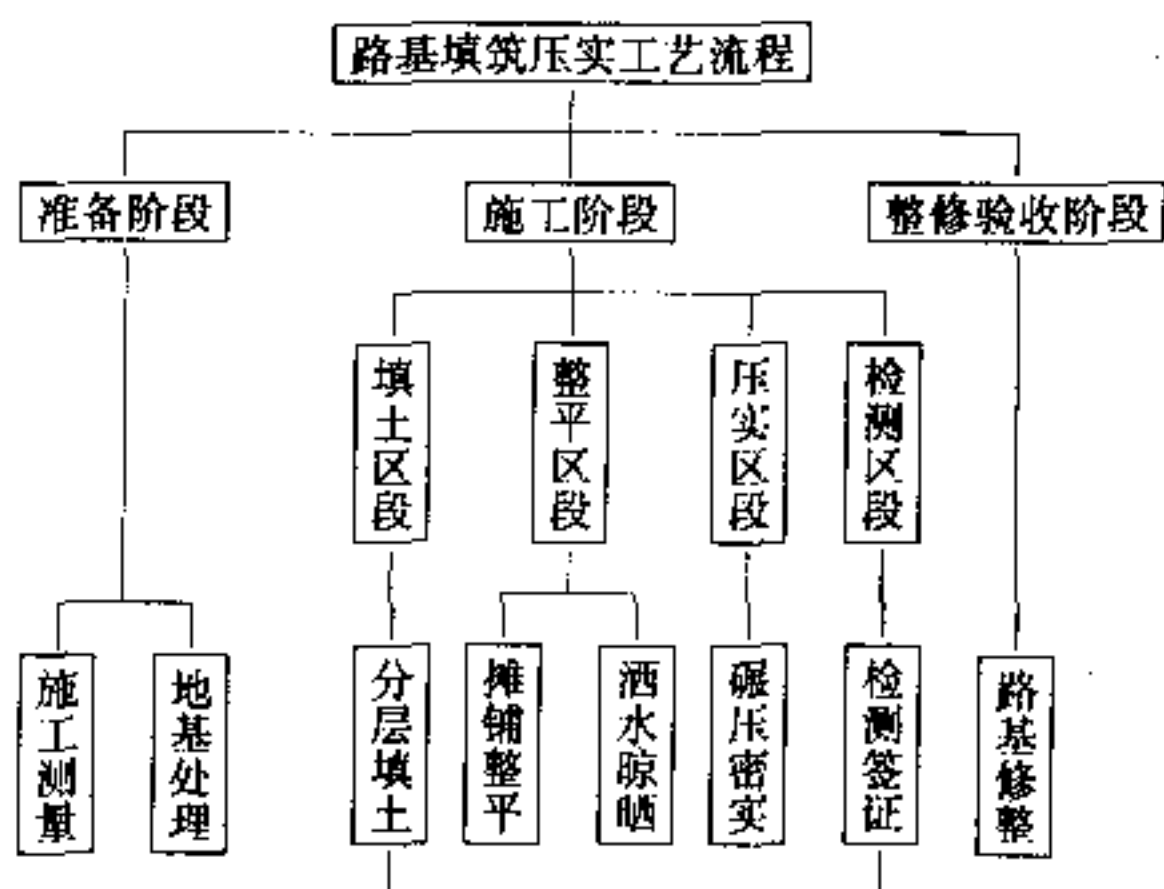 路基填筑压实工艺流程
准备阶段
施工阶段
整修验收阶段
填土区段
整平区段
压实区段
检测区段
施工测量
地基处理
分层填土
摊铺整平
洒水晾晒
碾压密实
检测签证
路基修整